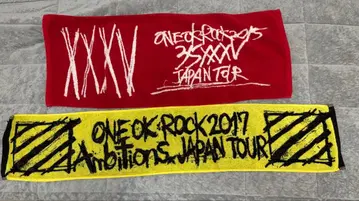 XXXV
ONE OK ROCK 2015
35XXXV
JAPAN TOUR
ONE OK ROCK 2017
Ambitions JAPAN TOUR